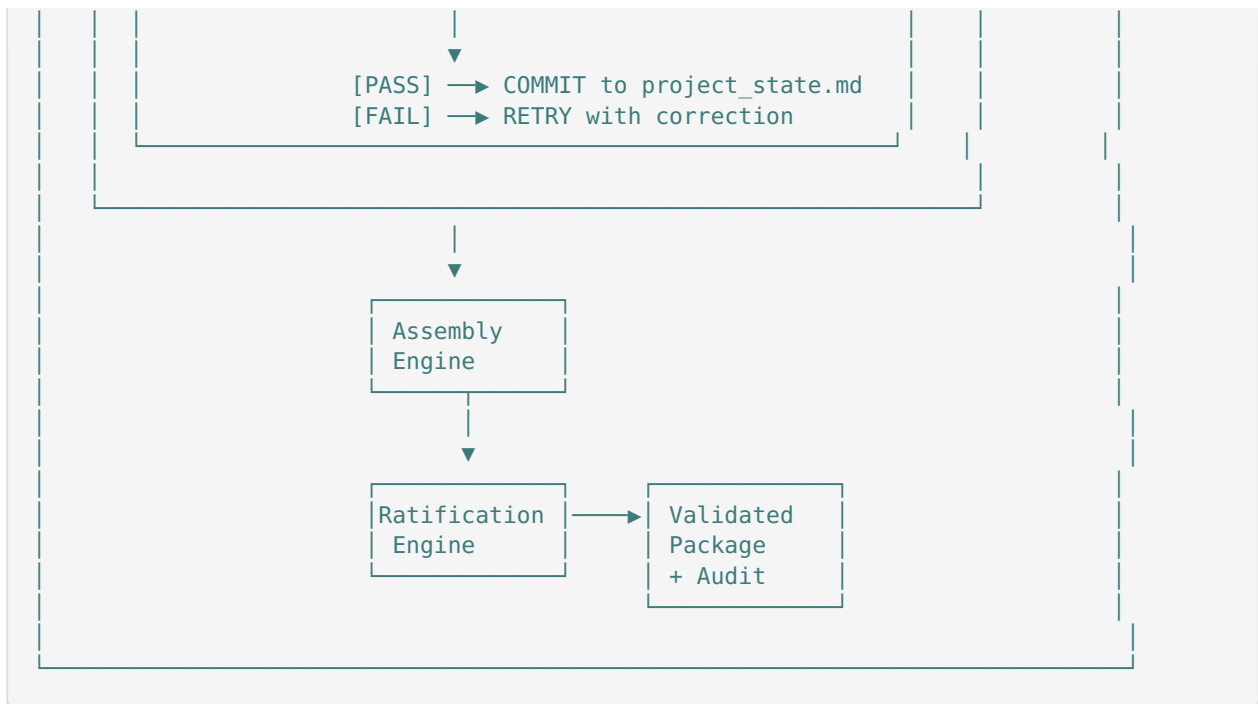 [PASS] ──▶ COMMIT to project_state.md
[FAIL] ──▶ RETRY with correction
Assembly
Engine
Ratification
Engine
Validated
Package
+ Audit